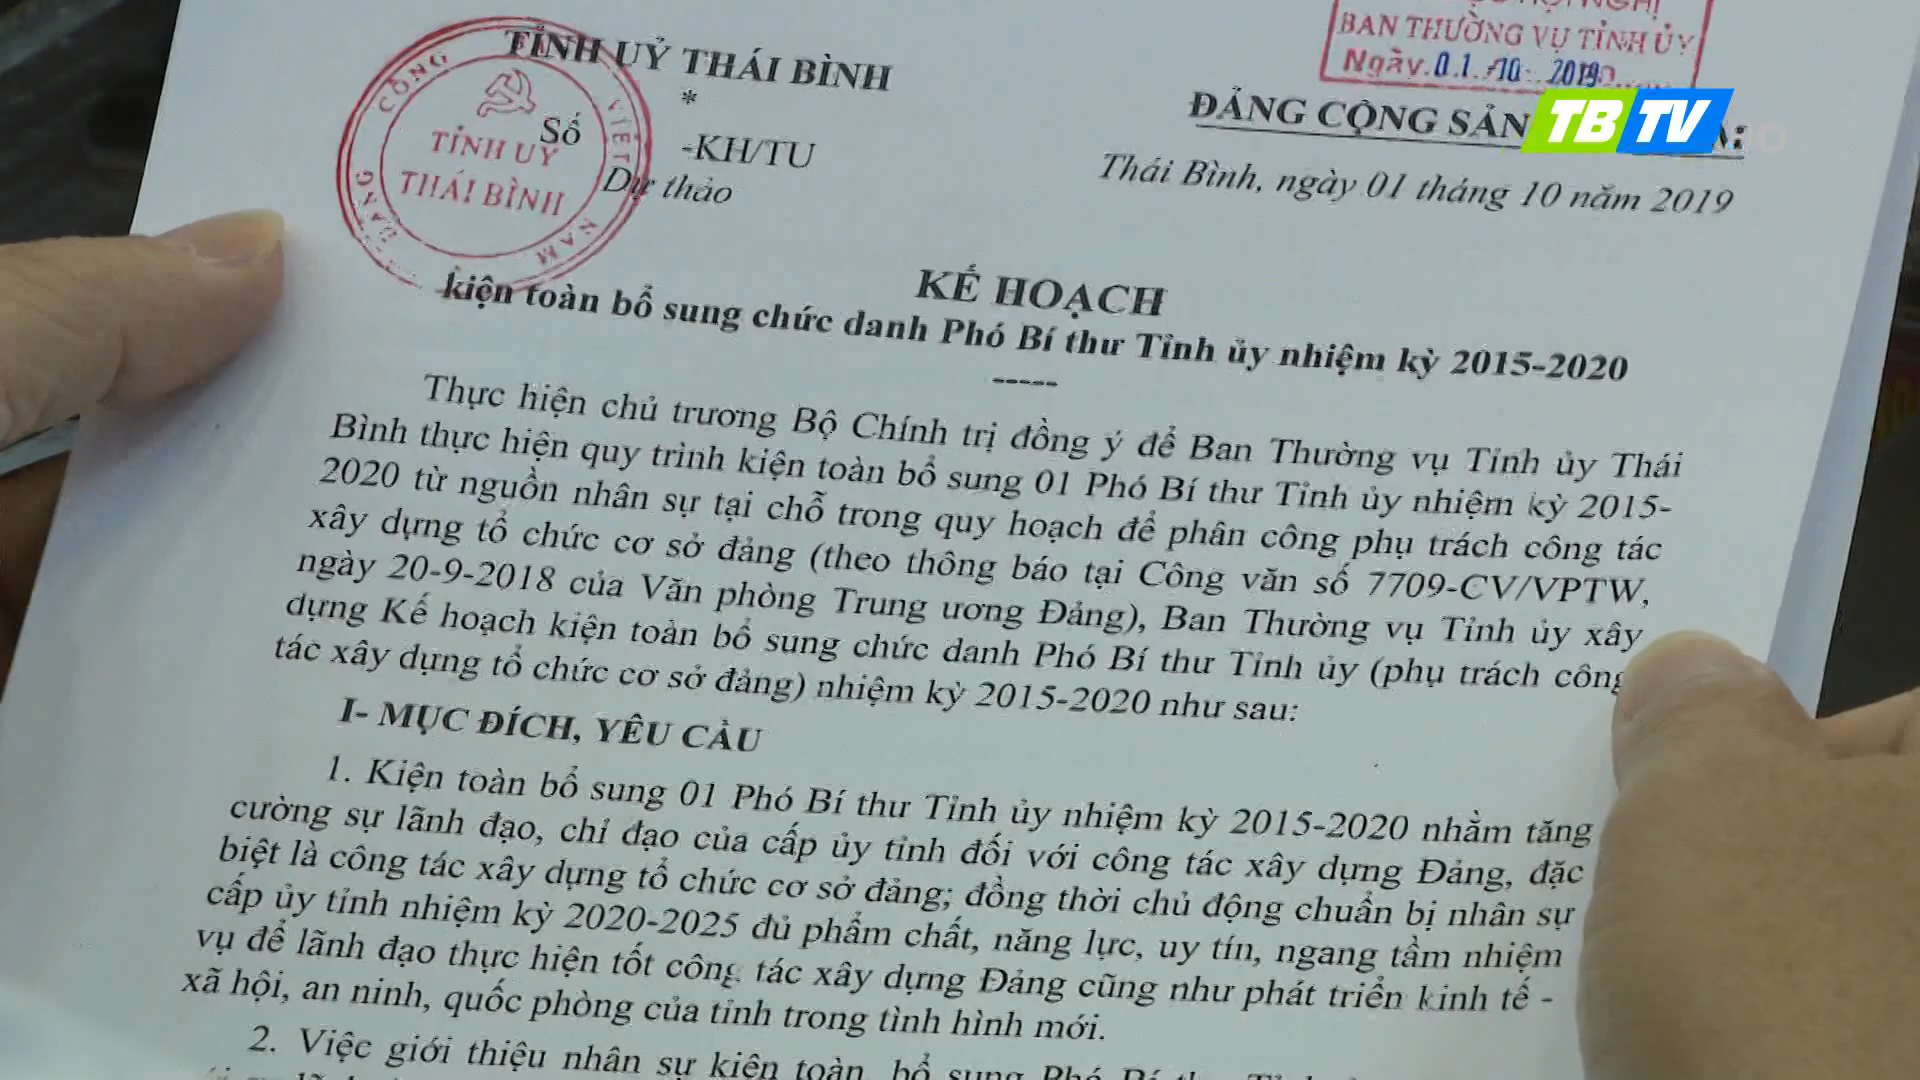 BAN THƯỜNG VỤ TỈNH ỦY
Ngày.01.-10-.2019
TỈNH UỶ THÁI BÌNH
*
Số -KH/TU
Dự thảo
ĐẢNG CỘNG SẢN
TBTV
Thái Bình, ngày 01 tháng 10 năm 2019
ĐẢNG CỘNG VIỆT NAM
TỈNH UỶ
THÁI BÌNH
KẾ HOẠCH
kiện toàn bổ sung chức danh Phó Bí thư Tỉnh ủy nhiệm kỳ 2015-2020
-----
Thực hiện chủ trương Bộ Chính trị đồng ý để Ban Thường vụ Tỉnh ủy Thái
Bình thực hiện quy trình kiện toàn bổ sung 01 Phó Bí thư Tỉnh ủy nhiệm kỳ 2015-
2020 từ nguồn nhân sự tại chỗ trong quy hoạch để phân công phụ trách công tác
xây dựng tổ chức cơ sở đảng (theo thông báo tại Công văn số 7709-CV/VPTW,
ngày 20-9-2018 của Văn phòng Trung ương Đảng), Ban Thường vụ Tỉnh ủy xây
dựng Kế hoạch kiện toàn bổ sung chức danh Phó Bí thư Tỉnh ủy (phụ trách công
tác xây dựng tổ chức cơ sở đảng) nhiệm kỳ 2015-2020 như sau:
I- MỤC ĐÍCH, YÊU CẦU
1. Kiện toàn bổ sung 01 Phó Bí thư Tỉnh ủy nhiệm kỳ 2015-2020 nhằm tăng
cường sự lãnh đạo, chỉ đạo của cấp ủy tỉnh đối với công tác xây dựng Đảng, đặc
biệt là công tác xây dựng tổ chức cơ sở đảng; đồng thời chủ động chuẩn bị nhân sự
cấp ủy tỉnh nhiệm kỳ 2020-2025 đủ phẩm chất, năng lực, uy tín, ngang tầm nhiệm
vụ để lãnh đạo thực hiện tốt công tác xây dựng Đảng cũng như phát triển kinh tế -
xã hội, an ninh, quốc phòng của tỉnh trong tình hình mới.
2. Việc giới thiệu nhân sự kiện toàn, bổ sung Phó Bí thư